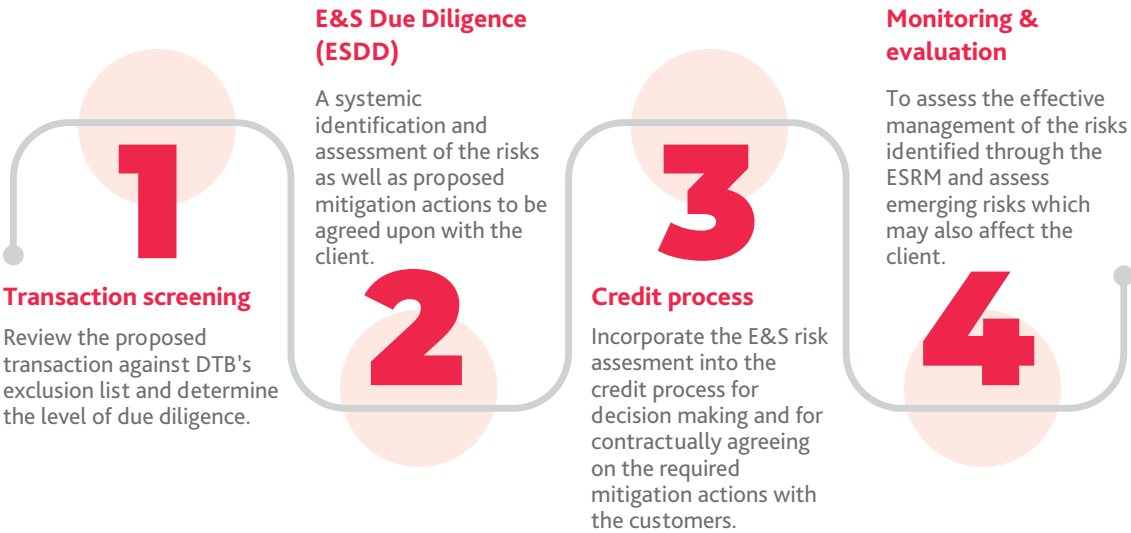 1
Transaction screening
Review the proposed
transaction against DTB's
exclusion list and determine
the level of due diligence.
E&S Due Diligence
(ESDD)
A systemic
identification and
assessment of the risks
as well as proposed
mitigation actions to be
agreed upon with the
client.
2
3
Credit process
Incorporate the E&S risk
assesment into the
credit process for
decision making and for
contractually agreeing
on the required
mitigation actions with
the customers.
Monitoring &
evaluation
To assess the effective
management of the risks
identified through the
ESRM and assess
emerging risks which
may also affect the
client.
4